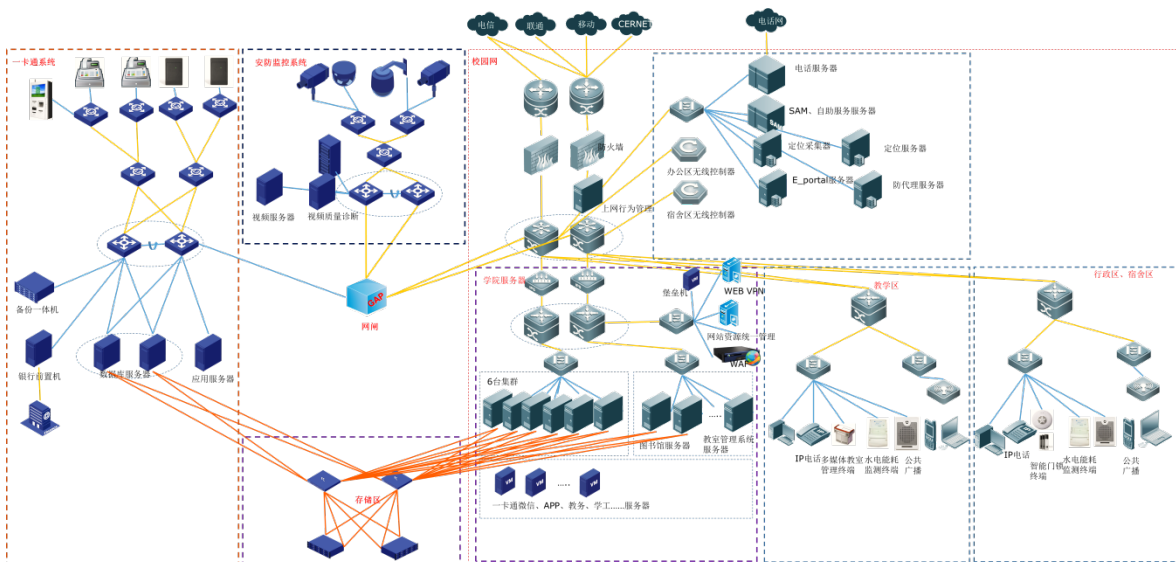 电信
联通
移动
CERNET
电话网
一卡通系统
安防监控系统
校园网
电话服务器
SAM、自助服务服务器
SAM
防火墙
定位采集器
定位服务器
办公区无线控制器
E_portal服务器
防代理服务器
上网行为管理
宿舍区无线控制器
视频服务器
视频质量诊断
学院服务器
教学区
行政区、宿舍区
堡垒机
WEB VPN
备份一体机
GAP
网闸
网站资源统一管理
WAF
银行前置机
数据库服务器
应用服务器
6台集群
.....
图书馆服务器
教室管理系统
服务器
IP电话
多媒体教室
管理终端
水电能耗
监测终端
公共
广播
IP电话
智能门锁
终端
水电能耗
监测终端
公共
广播
存储区
VM
VM
.....
VM
一卡通微信、APP、教务、学工......服务器